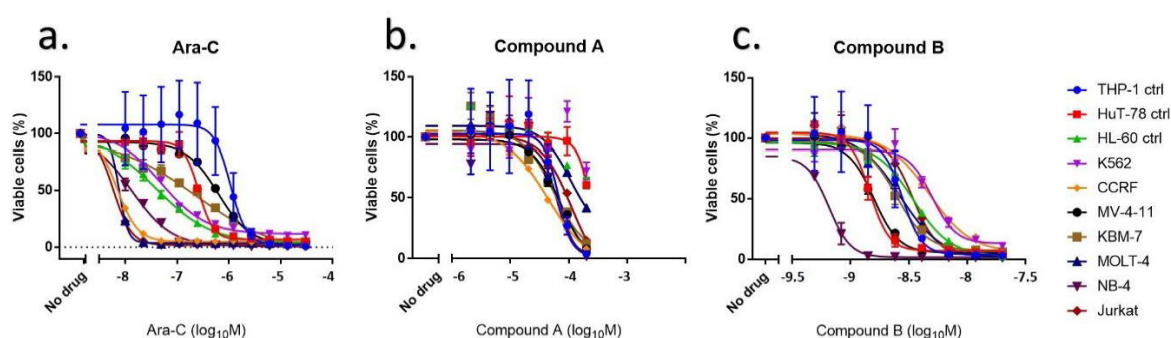 a.
Ara-C
Viable cells (%)
150
100
50
0
No drug
-8
-7
-6
-5
-4
Ara-C (log10M)
b.
Compound A
Viable cells (%)
150
100
50
0
No drug
-6
-5
-4
-3
Compound A (log10M)
c.
Compound B
Viable cells (%)
150
100
50
0
No drug
-9.5
-9
-8.5
-8
-7.5
Compound B (log10M)
THP-1 ctrl
HuT-78 ctrl
HL-60 ctrl
K562
CCRF
MV-4-11
KBM-7
MOLT-4
NB-4
Jurkat